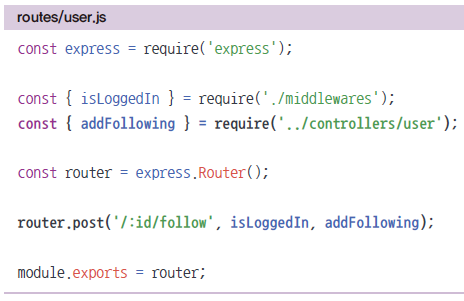 routes/user.js
const express = require('express');
const { isLoggedIn } = require('./middlewares');
const { addFollowing } = require('../controllers/user');
const router = express.Router();
router.post('/:id/follow', isLoggedIn, addFollowing);
module.exports = router;